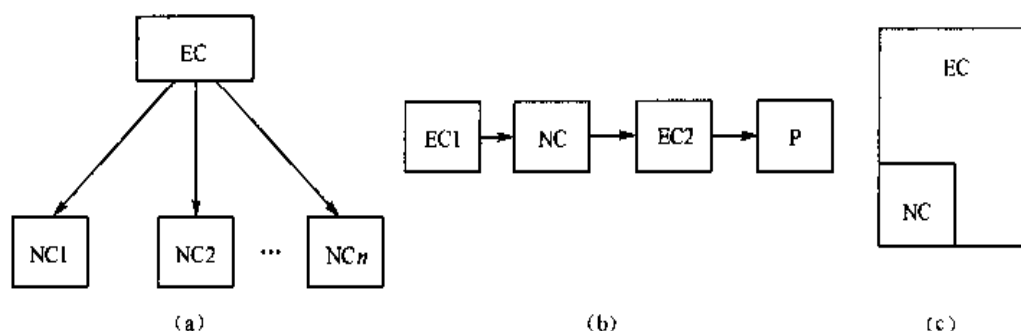 EC
NC1 NC2 … NCn
(a)
EC1 NC EC2 P
(b)
EC
NC
(c)